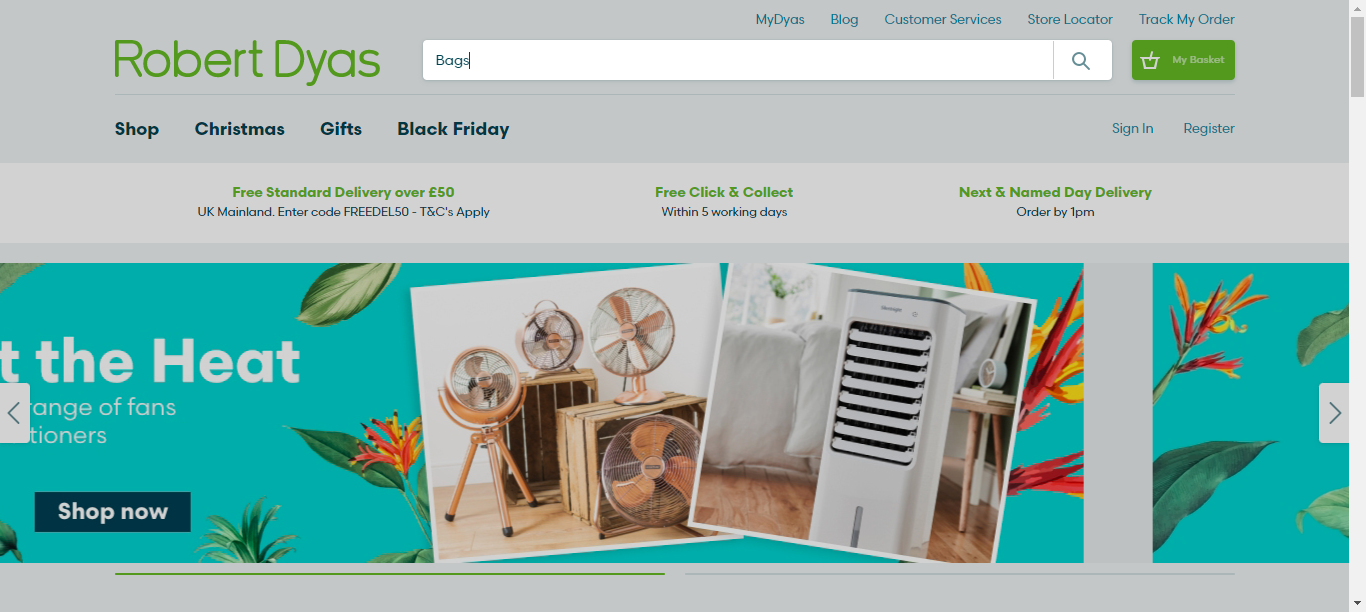 MyDyas Blog Customer Services Store Locator Track My Order
Robert Dyas
Bags
My Basket
Shop Christmas Gifts Black Friday
Sign In Register
Free Standard Delivery over £50
UK Mainland. Enter code FREEDEL50 - T&C's Apply
Free Click & Collect
Within 5 working days
Next & Named Day Delivery
Order by 1pm
t the Heat
range of fans
tioners
Shop now